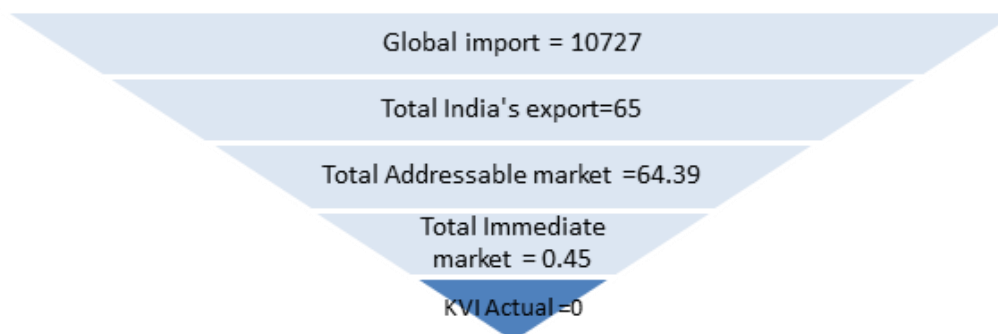 Global import = 10727
Total India's export=65
Total Addressable market =64.39
Total Immediate
market = 0.45
KVI Actual =0